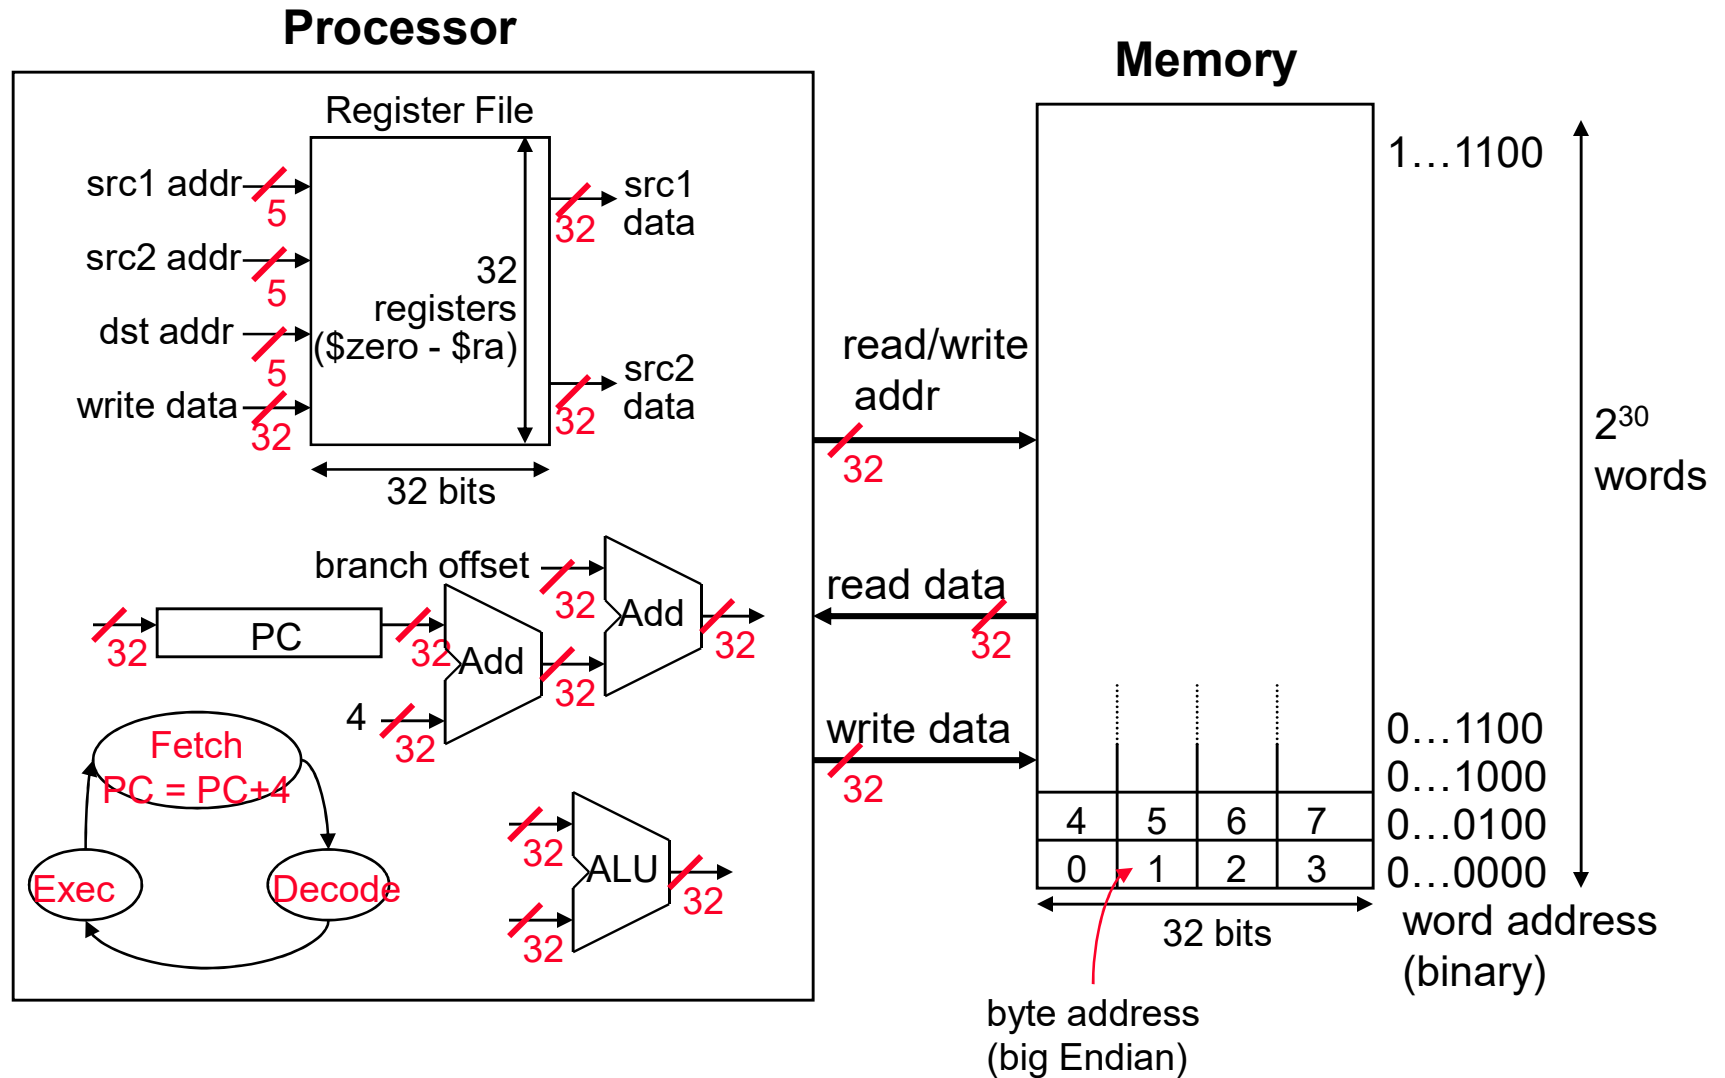 Processor
Memory
Register File
1…1100
src1 addr
5
src1
data
32
src2 addr
5
32
registers
($zero - $ra)
dst addr
5
src2
data
32
write data
32
32 bits
read/write
addr
32
2³⁰
words
branch offset
32
Add
32
read data
32
32
PC
32
Add
32
4
32
write data
32
0…1100
0…1000
0…0100
0…0000
Fetch
PC = PC+4
Exec
Decode
32
ALU
32
32
4 5 6 7
0 1 2 3
32 bits
word address
(binary)
byte address
(big Endian)